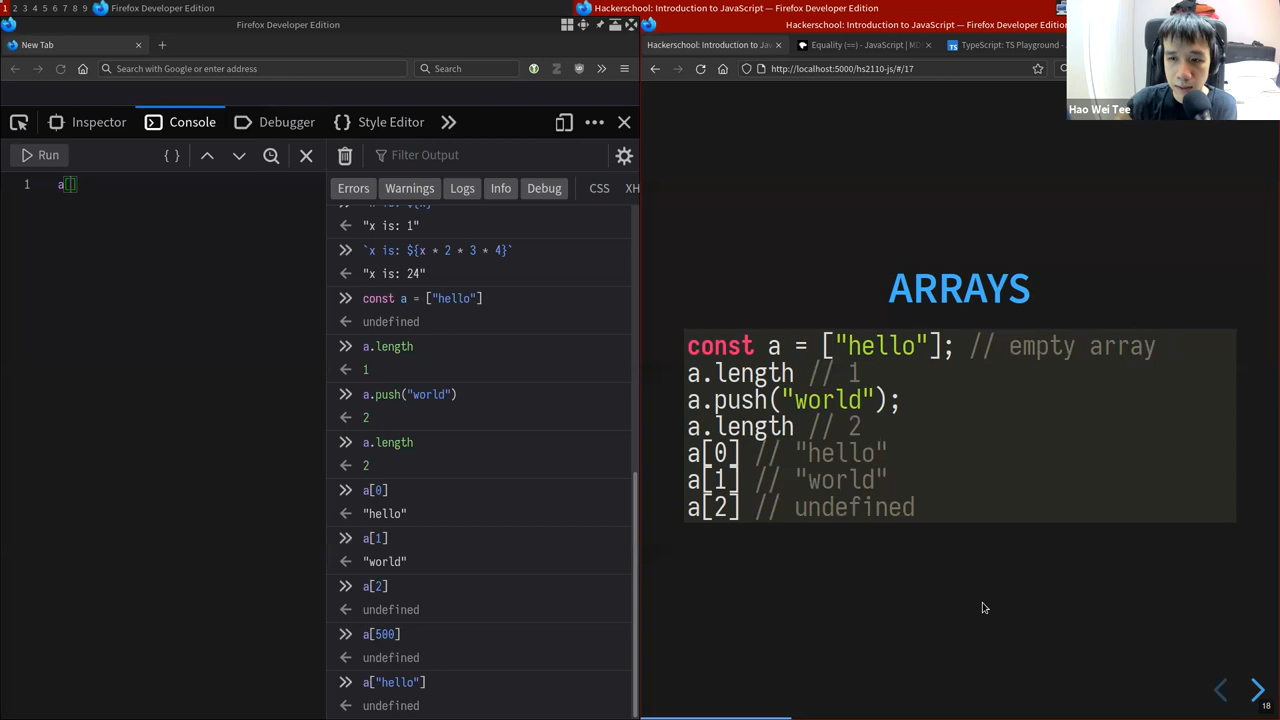 1 2 3 4 5 6 7 8 9 Firefox Developer Edition
Hackerschool: Introduction to JavaScript — Firefox Developer Edition
Firefox Developer Edition
Hackerschool: Introduction to JavaScript — Firefox Developer Edition
New Tab
Hackerschool: Introduction to Jav
Equality (==) - JavaScript | MD
TypeScript: TS Playground -
Search with Google or enter address
Search
http://localhost:5000/hs2110-js/#/17
Hao Wei Tee
Inspector
Console
Debugger
Style Editor
Run
Filter Output
1
a[]
Errors
Warnings
Logs
Info
Debug
CSS
XH
`x is: ${x}`
"x is: 1"
`x is: ${x * 2 * 3 * 4}`
"x is: 24"
const a = ["hello"]
undefined
a.length
1
a.push("world")
2
a.length
2
a[0]
"hello"
a[1]
"world"
a[2]
undefined
a[500]
undefined
a["hello"]
undefined
ARRAYS
const a = ["hello"]; // empty array
a.length // 1
a.push("world");
a.length // 2
a[0] // "hello"
a[1] // "world"
a[2] // undefined
18